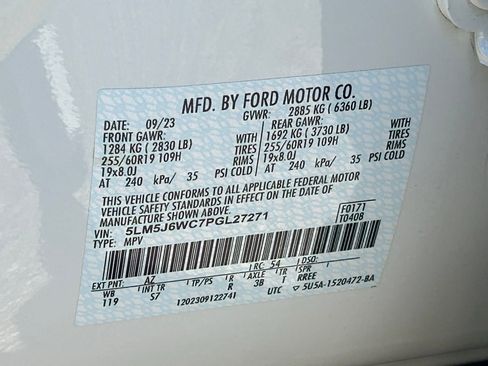 MFD. BY FORD MOTOR CO.
DATE: 09/23 GVWR: 2885 KG ( 6360 LB)
FRONT GAWR: REAR GAWR:
1284 KG ( 2830 LB) WITH 1692 KG ( 3730 LB) WITH
255/60R19 109H TIRES 255/60R19 109H TIRES
19x8.0J RIMS 19x8.0J RIMS
AT 240 kPa/ 35 PSI COLD AT 240 kPa/ 35 PSI COLD
THIS VEHICLE CONFORMS TO ALL APPLICABLE FEDERAL MOTOR
VEHICLE SAFETY STANDARDS IN EFFECT ON THE DATE OF
MANUFACTURE SHOWN ABOVE.
VIN: 5LM5J6WC7PGL27271 F0171
TYPE: MPV T0408
EXT PNT: AZ RC: 54 DSO:
WB INT TR TP/PS R AXLE TR SPR
119 S7 R 3B I RREE
1202309122741 UTC ▽5U5A-1520472-BA